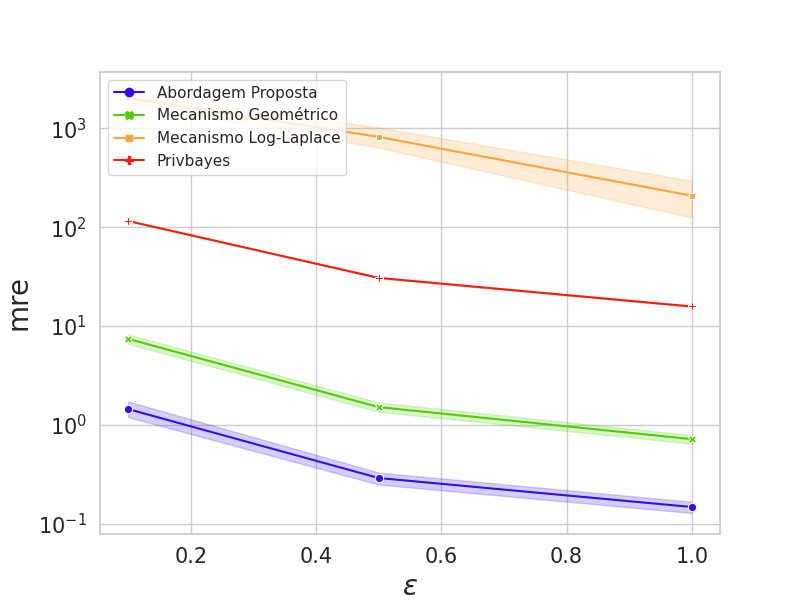 Abordagem Proposta
Mecanismo Geométrico
Mecanismo Log-Laplace
Privbayes
10³
10²
10¹
10⁰
10⁻¹
mre
0.2 0.4 0.6 0.8 1.0
ε